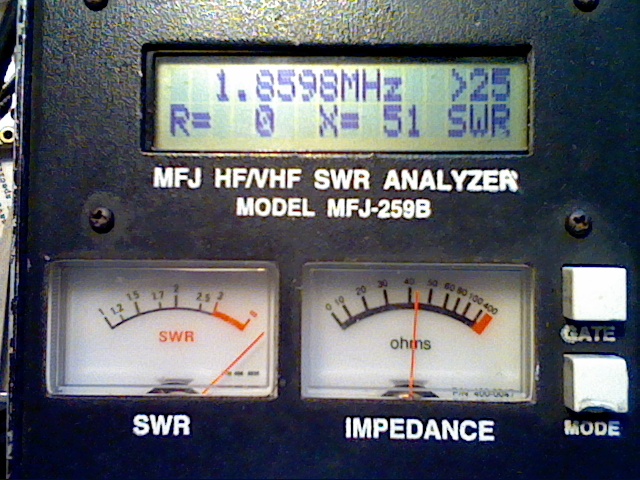 1.8598MHz >25
R= 0 X= 51 SWR
MFJ HF/VHF SWR ANALYZER
MODEL MFJ-259B
1 1.2 1.5 1.7 2 2.5 3
SWR
0 10 20 30 40 50 60 80 100 400
ohms
P/N 400-0047
GATE
MODE
SWR
IMPEDANCE